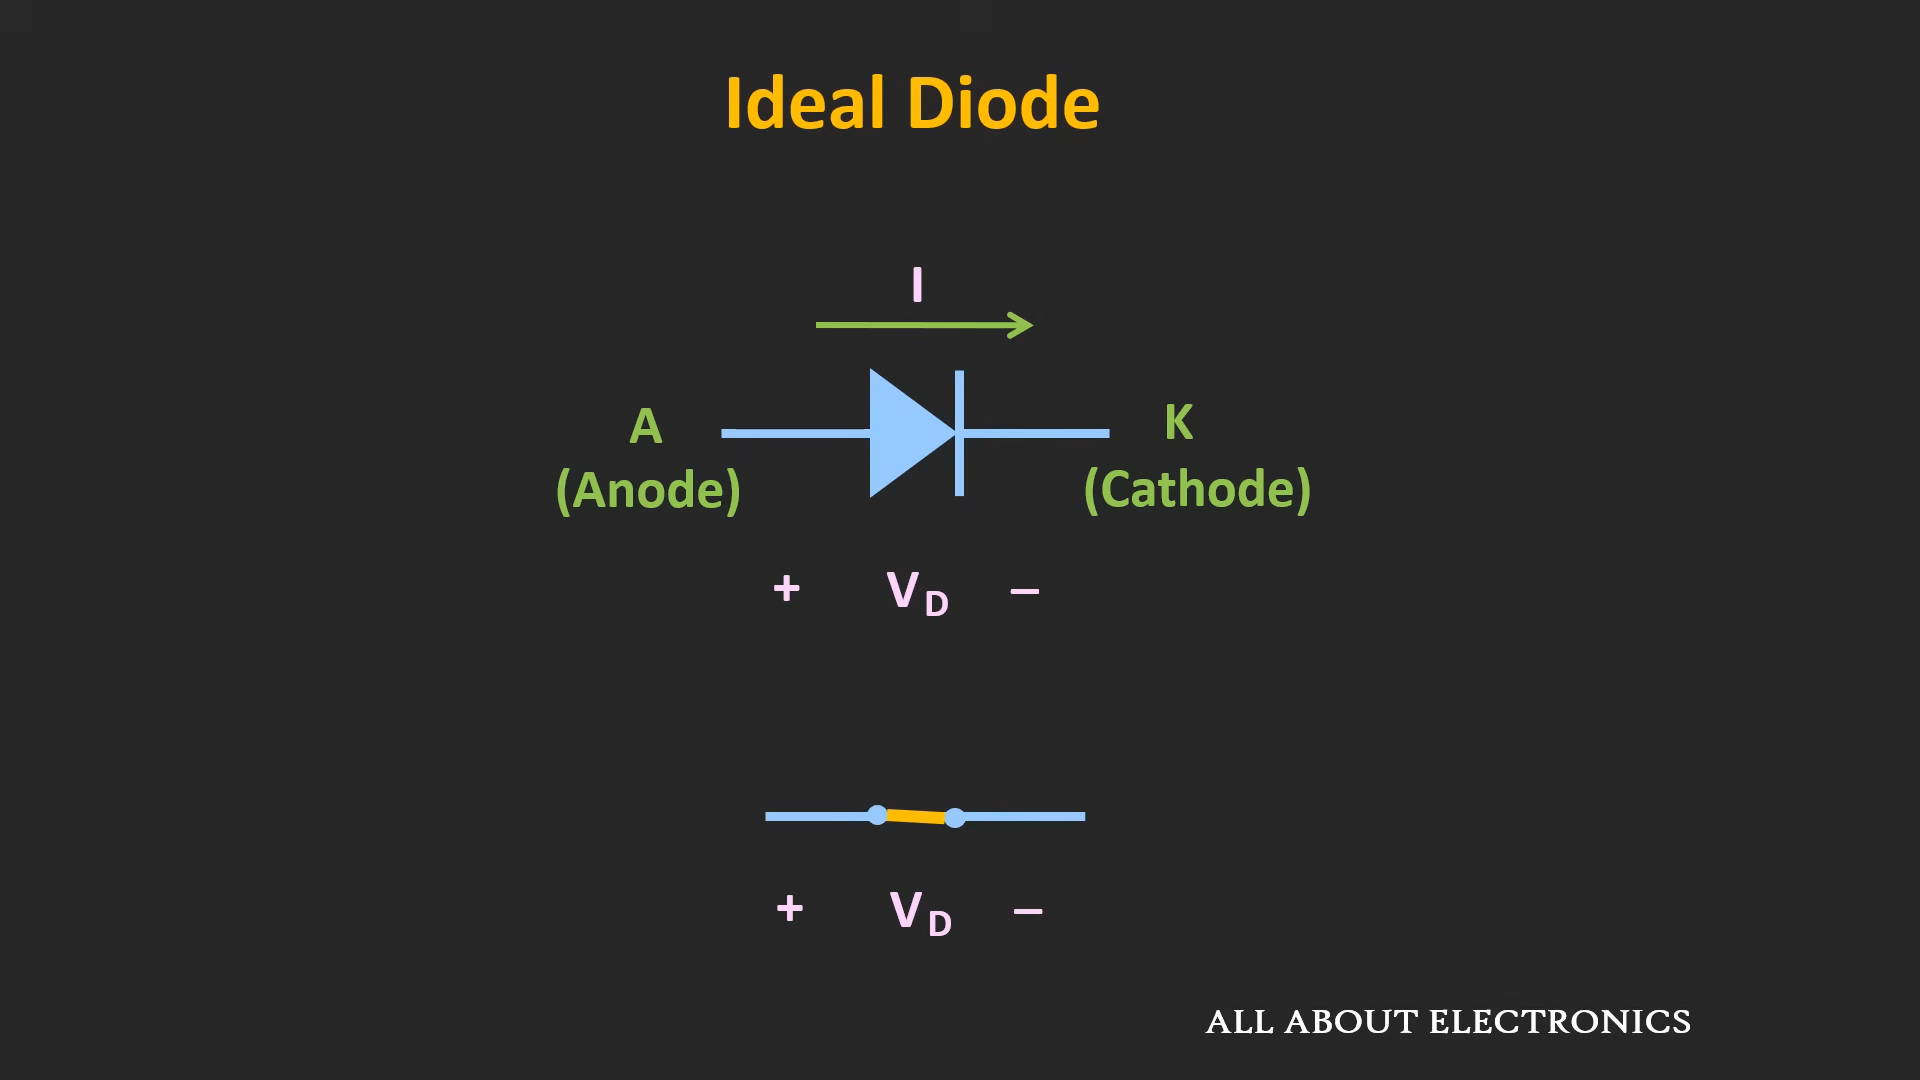 Ideal Diode
I
A K
(Anode) (Cathode)
+ VD –
+ VD –
ALL ABOUT ELECTRONICS